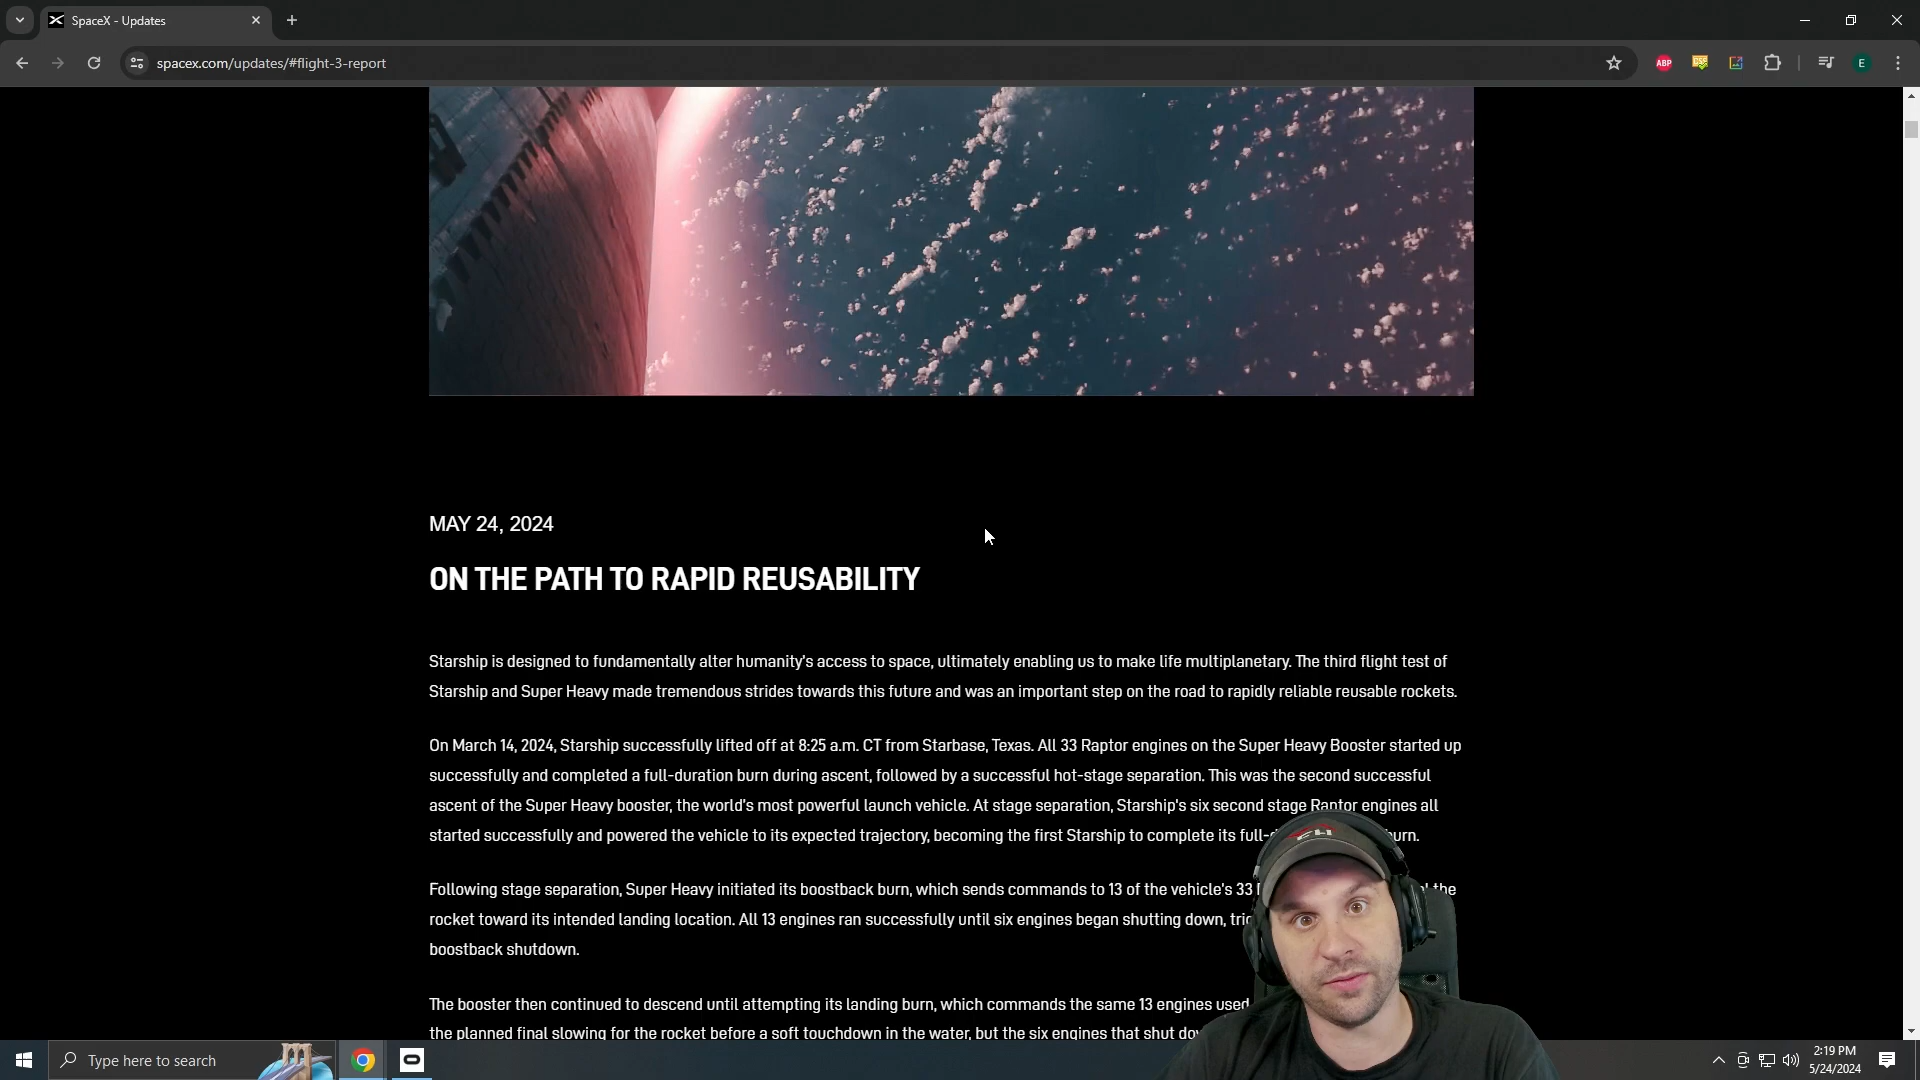 SpaceX - Updates
spacex.com/updates/#flight-3-report
ABP
E
MAY 24, 2024
ON THE PATH TO RAPID REUSABILITY
Starship is designed to fundamentally alter humanity's access to space, ultimately enabling us to make life multiplanetary. The third flight test of
Starship and Super Heavy made tremendous strides towards this future and was an important step on the road to rapidly reliable reusable rockets.
On March 14, 2024, Starship successfully lifted off at 8:25 a.m. CT from Starbase, Texas. All 33 Raptor engines on the Super Heavy Booster started up
successfully and completed a full-duration burn during ascent, followed by a successful hot-stage separation. This was the second successful
ascent of the Super Heavy booster, the world's most powerful launch vehicle. At stage separation, Starship's six second stage Raptor engines all
started successfully and powered the vehicle to its expected trajectory, becoming the first Starship to complete its full- burn.
Following stage separation, Super Heavy initiated its boostback burn, which sends commands to 13 of the vehicle's 33 the
rocket toward its intended landing location. All 13 engines ran successfully until six engines began shutting down,
boostback shutdown.
The booster then continued to descend until attempting its landing burn, which commands the same 13 engines used
the planned final slowing for the rocket before a soft touchdown in the water, but the six engines that shut
Type here to search
2:19 PM
5/24/2024